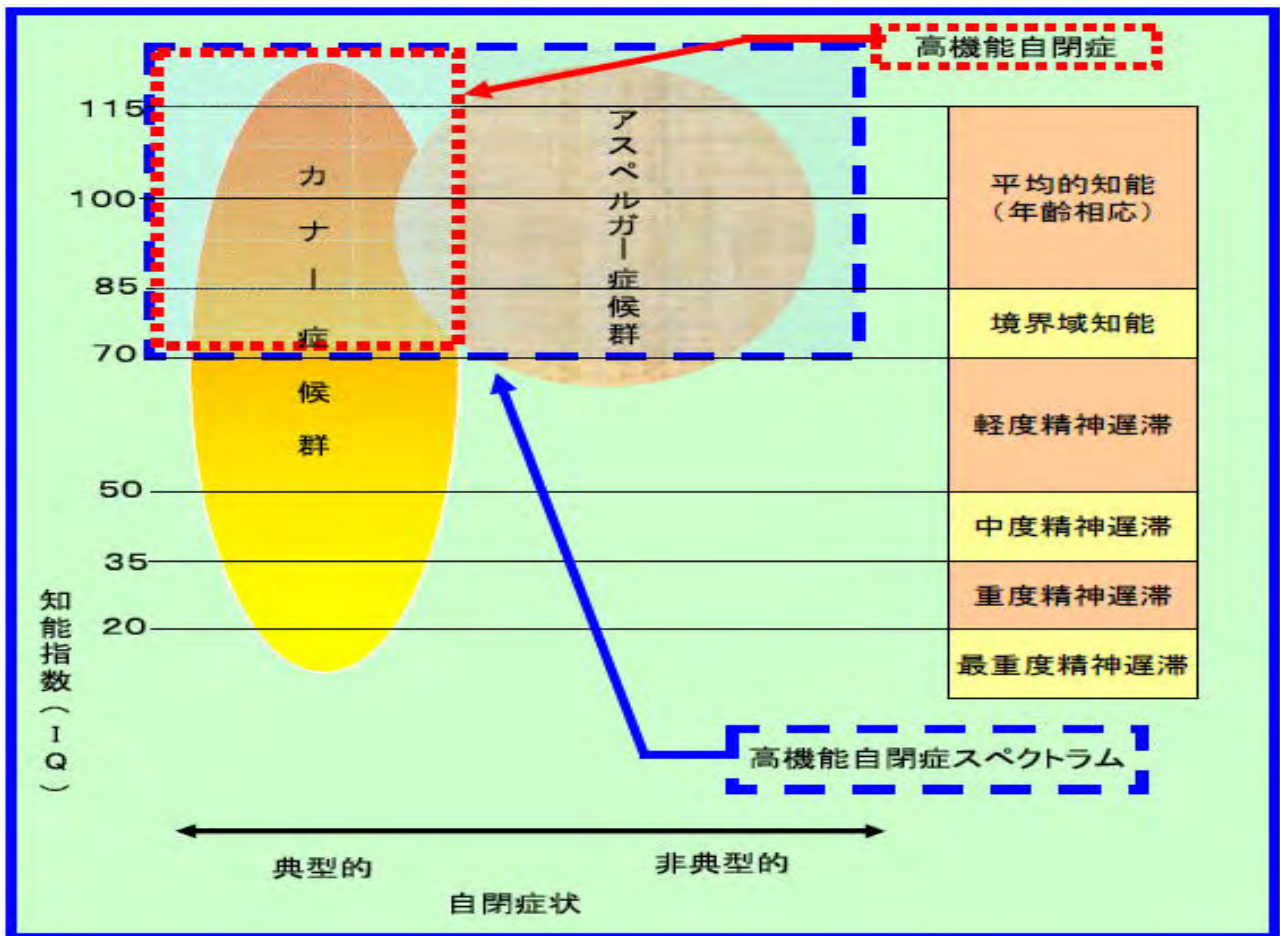 高機能自閉症
115
100
85
70
50
35
20
知能指数(IQ)
カナー症候群
アスペルガー症候群
平均的知能
(年齢相応)
境界域知能
軽度精神遅滞
中度精神遅滞
重度精神遅滞
最重度精神遅滞
高機能自閉症スペクトラム
典型的
非典型的
自閉症状